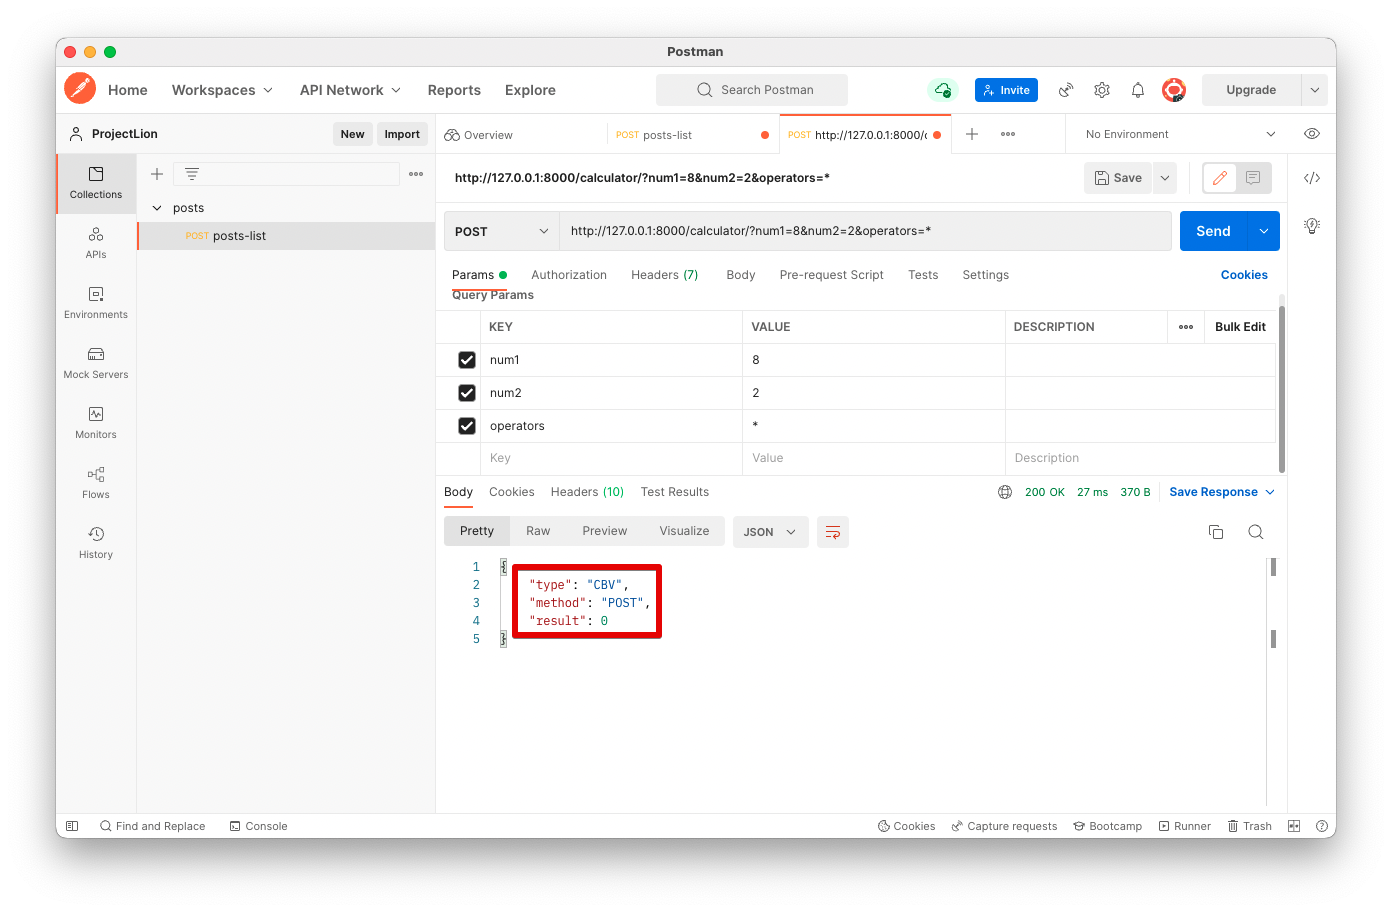 Postman
Home Workspaces API Network Reports Explore Search Postman Invite Upgrade
ProjectLion New Import Overview POST posts-list POST http://127.0.0.1:8000/c No Environment
http://127.0.0.1:8000/calculator/?num1=8&num2=2&operators=* Save
Collections
posts
POST posts-list
POST http://127.0.0.1:8000/calculator/?num1=8&num2=2&operators=* Send
APIs
Params Authorization Headers (7) Body Pre-request Script Tests Settings Cookies
Query Params
Environments
KEY VALUE DESCRIPTION Bulk Edit
num1 8
Mock Servers
num2 2
operators *
Monitors
Key Value Description
Body Cookies Headers (10) Test Results 200 OK 27 ms 370 B Save Response
Flows
Pretty Raw Preview Visualize JSON
History
1 {
2 "type": "CBV",
3 "method": "POST",
4 "result": 0
5 }
Find and Replace Console Cookies Capture requests Bootcamp Runner Trash